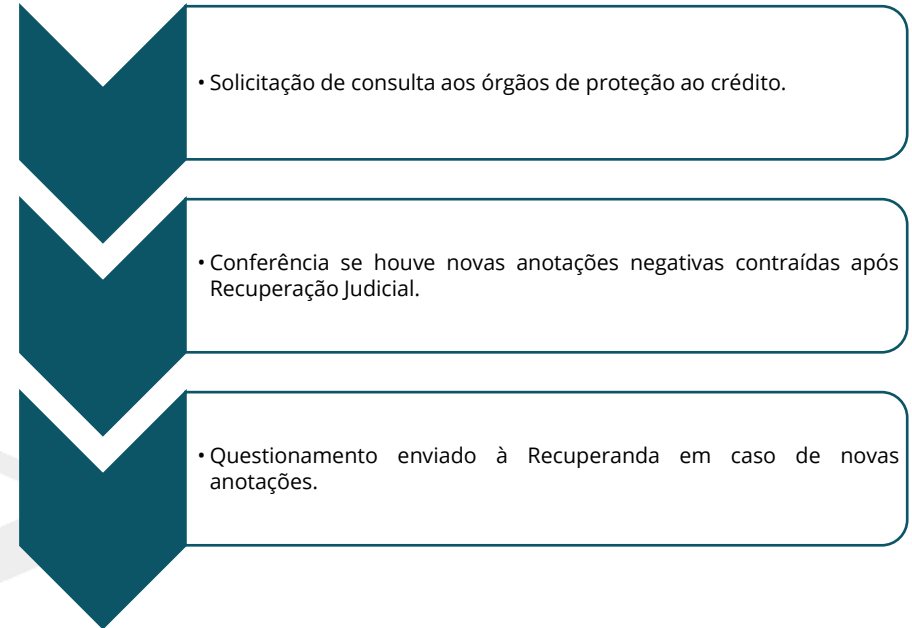 • Solicitação de consulta aos órgãos de proteção ao crédito.
• Conferência se houve novas anotações negativas contraídas após
Recuperação Judicial.
• Questionamento enviado à Recuperanda em caso de novas
anotações.